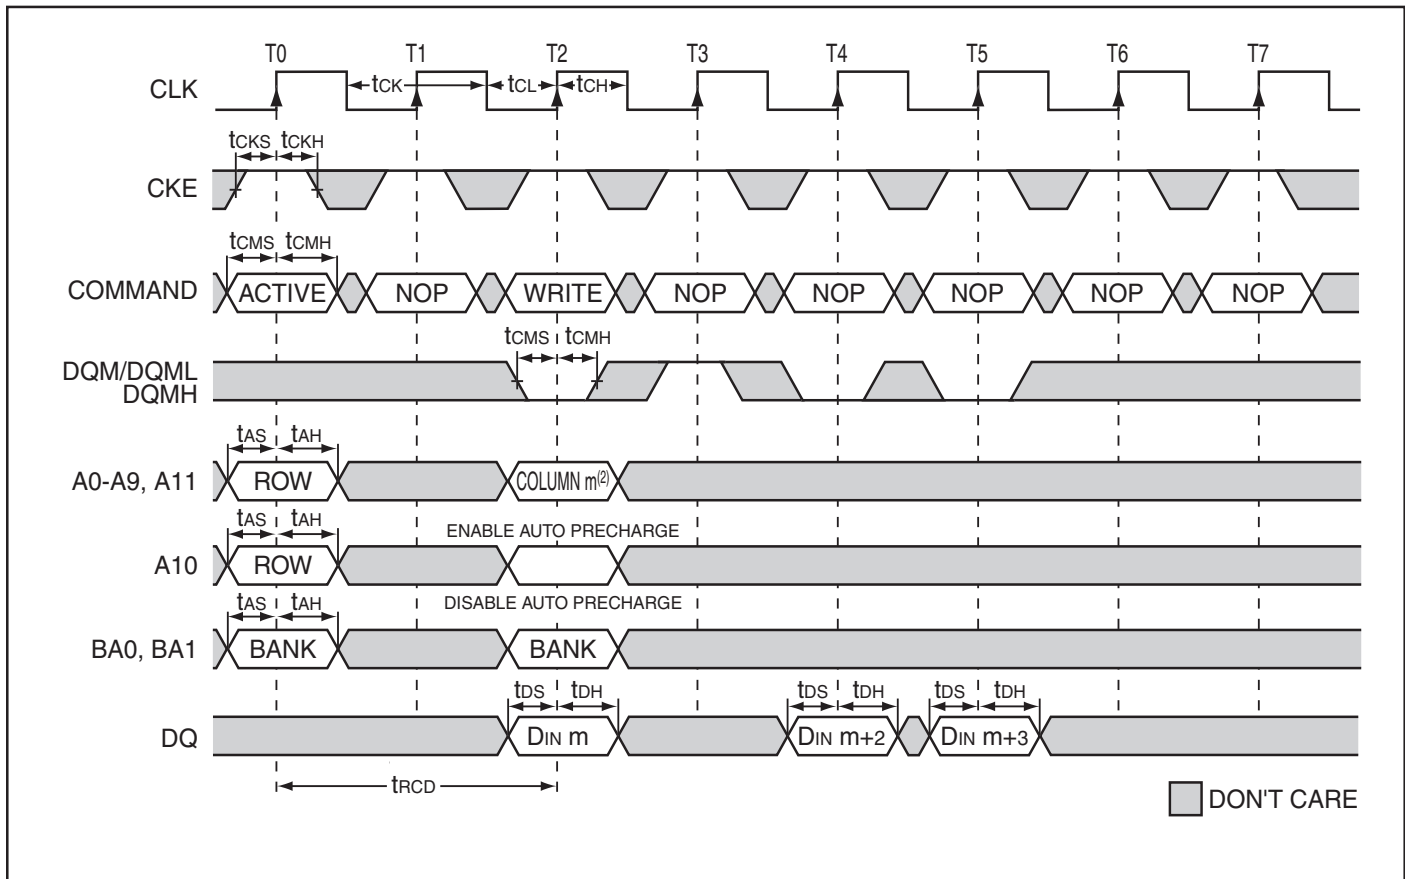 T0 T1 T2 T3 T4 T5 T6 T7
CLK tCK tCL tCH
tCKS tCKH
CKE
tCMS tCMH
COMMAND ACTIVE NOP WRITE NOP NOP NOP NOP NOP
tCMS tCMH
DQM/DQML
DQMH
tAS tAH
A0-A9, A11 ROW COLUMN m(2)
tAS tAH ENABLE AUTO PRECHARGE
A10 ROW
tAS tAH DISABLE AUTO PRECHARGE
BA0, BA1 BANK BANK
tDS tDH tDS tDH tDS tDH
DQ DIN m DIN m+2 DIN m+3
tRCD
DON'T CARE